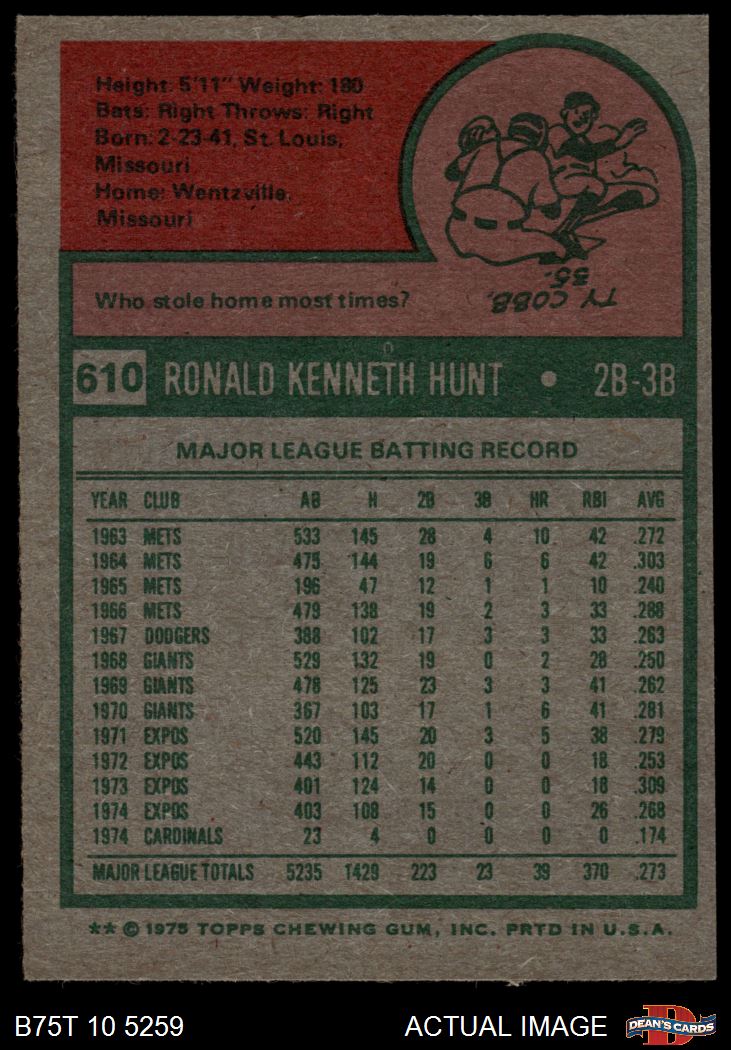 Height: 5'11" Weight: 180
Bats: Right Throws: Right
Born: 2-23-41, St. Louis,
Missouri
Home: Wentzville,
Missouri
Who stole home most times?
TY COBB,
35.
610 RONALD KENNETH HUNT • 2B-3B
MAJOR LEAGUE BATTING RECORD
YEAR CLUB AB H 2B 3B HR RBI AVG
1963 METS 533 145 28 4 10 42 .272
1964 METS 475 144 19 6 6 42 .303
1965 METS 196 47 12 1 1 10 .240
1966 METS 479 138 19 2 3 33 .288
1967 DODGERS 388 102 17 3 3 33 .263
1968 GIANTS 529 132 19 0 2 28 .250
1969 GIANTS 478 125 23 3 3 41 .262
1970 GIANTS 367 103 17 1 6 41 .281
1971 EXPOS 520 145 20 3 5 38 .279
1972 EXPOS 443 112 20 0 0 18 .253
1973 EXPOS 401 124 14 0 0 18 .309
1974 EXPOS 403 108 15 0 0 26 .268
1974 CARDINALS 23 4 0 0 0 0 .174
MAJOR LEAGUE TOTALS 5235 1429 223 23 39 370 .273
** © 1975 TOPPS CHEWING GUM, INC. PRTD IN U.S.A.
B75T 10 5259 ACTUAL IMAGE DEAN'S CARDS